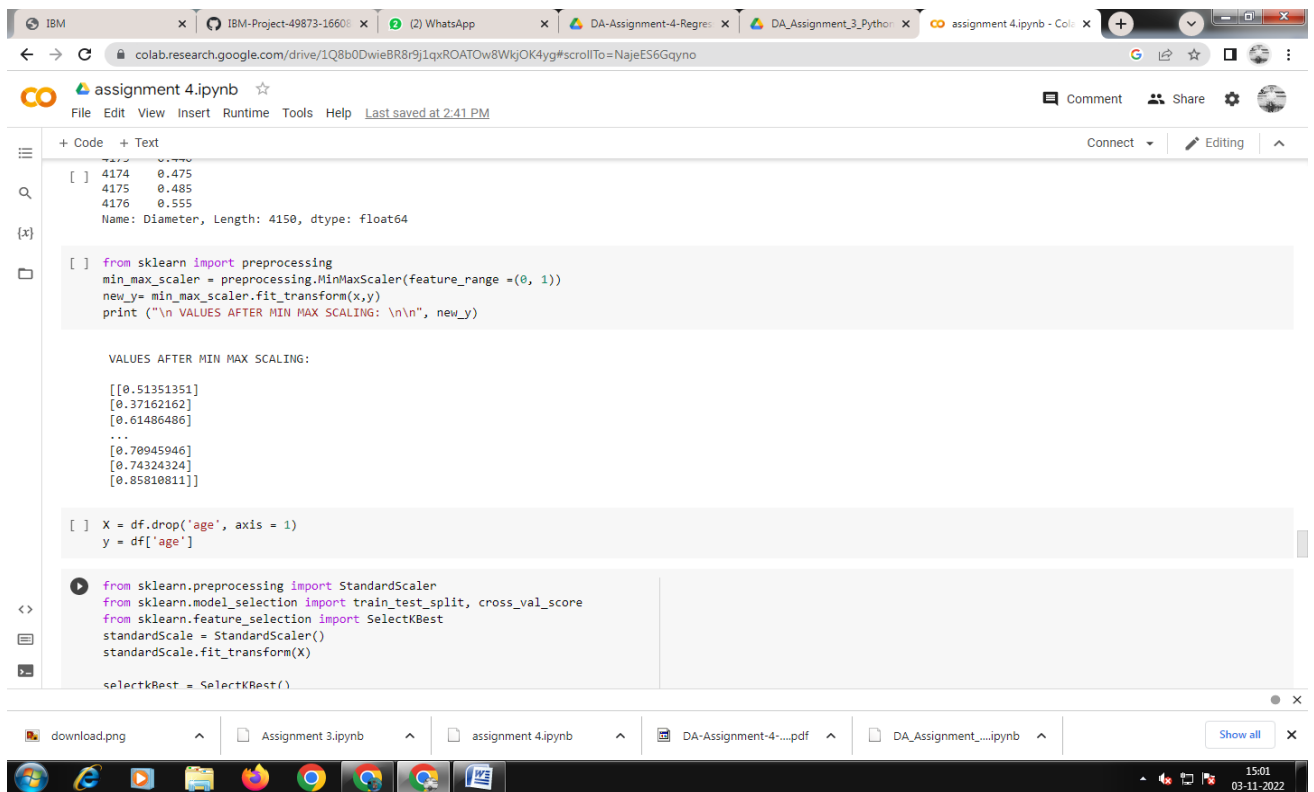 IBM
IBM-Project-49873-16608
(2) WhatsApp
DA-Assignment-4-Regres
DA_Assignment_3_Python
assignment 4.ipynb - Cola
colab.research.google.com/drive/1Q8b0DwieBR8r9j1qxROATOw8WkjOK4yg#scrollTo=NajeES6Gqyno
assignment 4.ipynb
Comment Share
File Edit View Insert Runtime Tools Help Last saved at 2:41 PM
+ Code + Text
Connect Editing
4173 0.440
[ ] 4174 0.475
4175 0.485
4176 0.555
Name: Diameter, Length: 4150, dtype: float64
{x}
[ ] from sklearn import preprocessing
min_max_scaler = preprocessing.MinMaxScaler(feature_range =(0, 1))
new_y= min_max_scaler.fit_transform(x,y)
print ("\n VALUES AFTER MIN MAX SCALING: \n\n", new_y)
VALUES AFTER MIN MAX SCALING:
[[0.51351351]
[0.37162162]
[0.61486486]
...
[0.70945946]
[0.74324324]
[0.85810811]]
[ ] X = df.drop('age', axis = 1)
y = df['age']
from sklearn.preprocessing import StandardScaler
from sklearn.model_selection import train_test_split, cross_val_score
from sklearn.feature_selection import SelectKBest
standardScale = StandardScaler()
standardScale.fit_transform(X)
selectkBest = SelectKBest()
download.png
Assignment 3.ipynb
assignment 4.ipynb
DA-Assignment-4-....pdf
DA_Assignment_....ipynb
Show all
15:01
03-11-2022